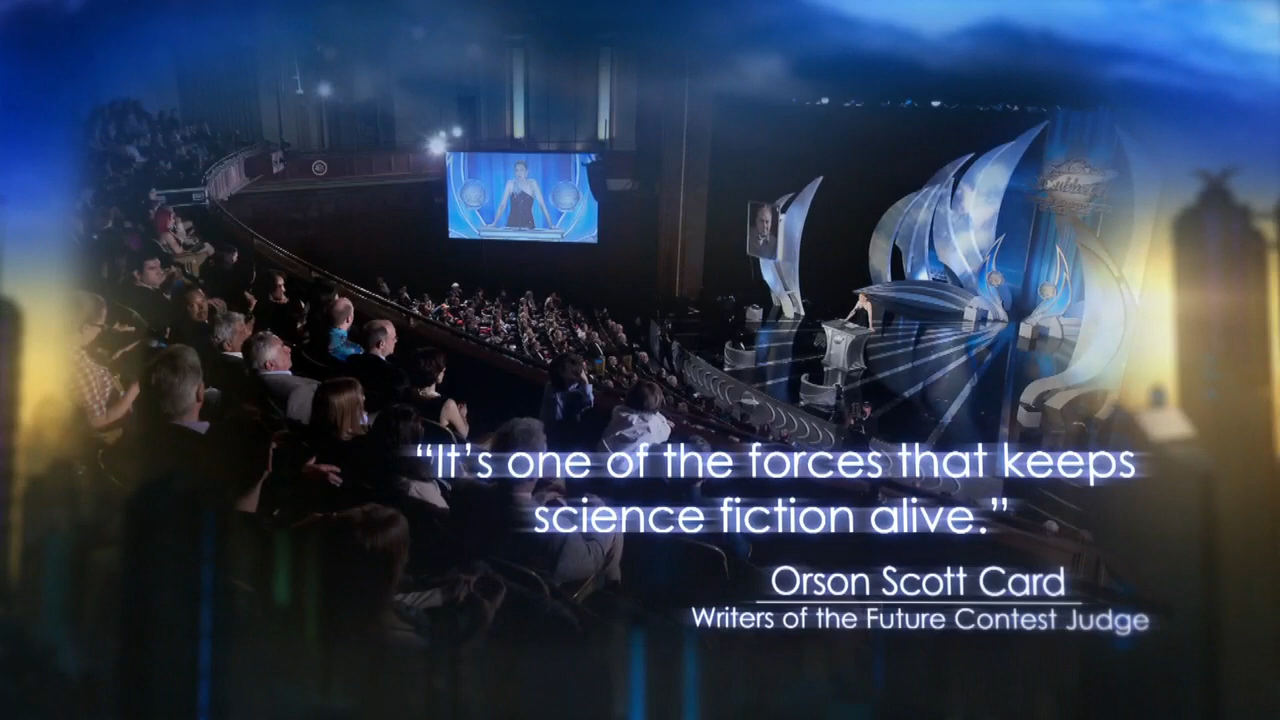 “It’s one of the forces that keeps
science fiction alive.”
Orson Scott Card
Writers of the Future Contest Judge